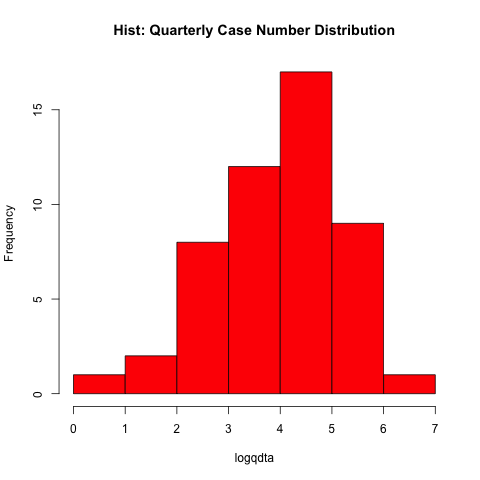 Hist: Quarterly Case Number Distribution
Frequency
15
10
5
0
0 1 2 3 4 5 6 7
logqdta